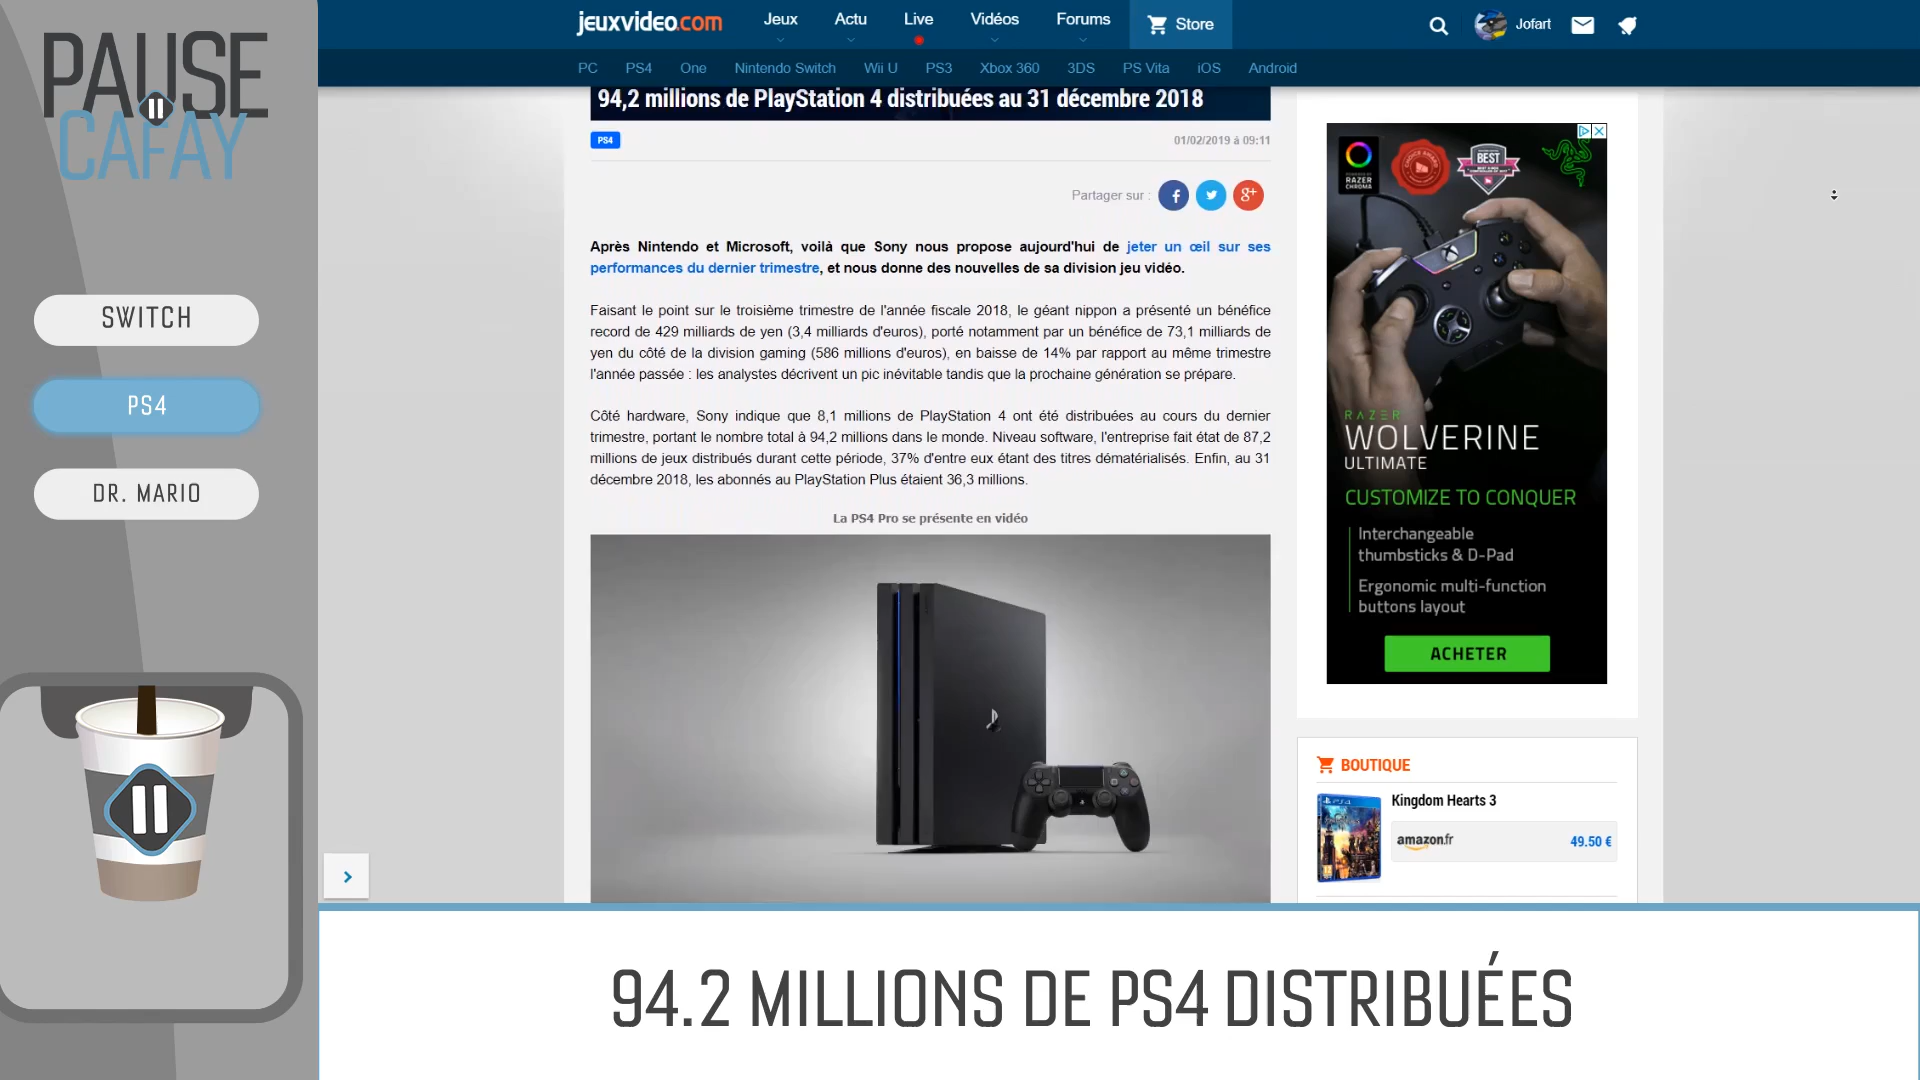 PAUSE
CAFAY
SWITCH
PS4
DR. MARIO
jeuxvideo.com
Jeux
Actu
Live
Vidéos
Forums
Store
Jofart
PC
PS4
One
Nintendo Switch
Wii U
PS3
Xbox 360
3DS
PS Vita
iOS
Android
94,2 millions de PlayStation 4 distribuées au 31 décembre 2018
PS4
01/02/2019 à 09:11
Partager sur :
Après Nintendo et Microsoft, voilà que Sony nous propose aujourd'hui de jeter un œil sur ses
performances du dernier trimestre, et nous donne des nouvelles de sa division jeu vidéo.
Faisant le point sur le troisième trimestre de l'année fiscale 2018, le géant nippon a présenté un bénéfice
record de 429 milliards de yen (3,4 milliards d'euros), porté notamment par un bénéfice de 73,1 milliards de
yen du côté de la division gaming (586 millions d'euros), en baisse de 14% par rapport au même trimestre
l'année passée : les analystes décrivent un pic inévitable tandis que la prochaine génération se prépare.
Côté hardware, Sony indique que 8,1 millions de PlayStation 4 ont été distribuées au cours du dernier
trimestre, portant le nombre total à 94,2 millions dans le monde. Niveau software, l'entreprise fait état de 87,2
millions de jeux distribués durant cette période, 37% d'entre eux étant des titres dématérialisés. Enfin, au 31
décembre 2018, les abonnés au PlayStation Plus étaient 36,3 millions.
La PS4 Pro se présente en vidéo
RAZER
CHROMA
BEST
RAZER
WOLVERINE
ULTIMATE
CUSTOMIZE TO CONQUER
Interchangeable
thumbsticks & D-Pad
Ergonomic multi-function
buttons layout
ACHETER
BOUTIQUE
Kingdom Hearts 3
amazon.fr
49.50 €
94.2 MILLIONS DE PS4 DISTRIBUÉES